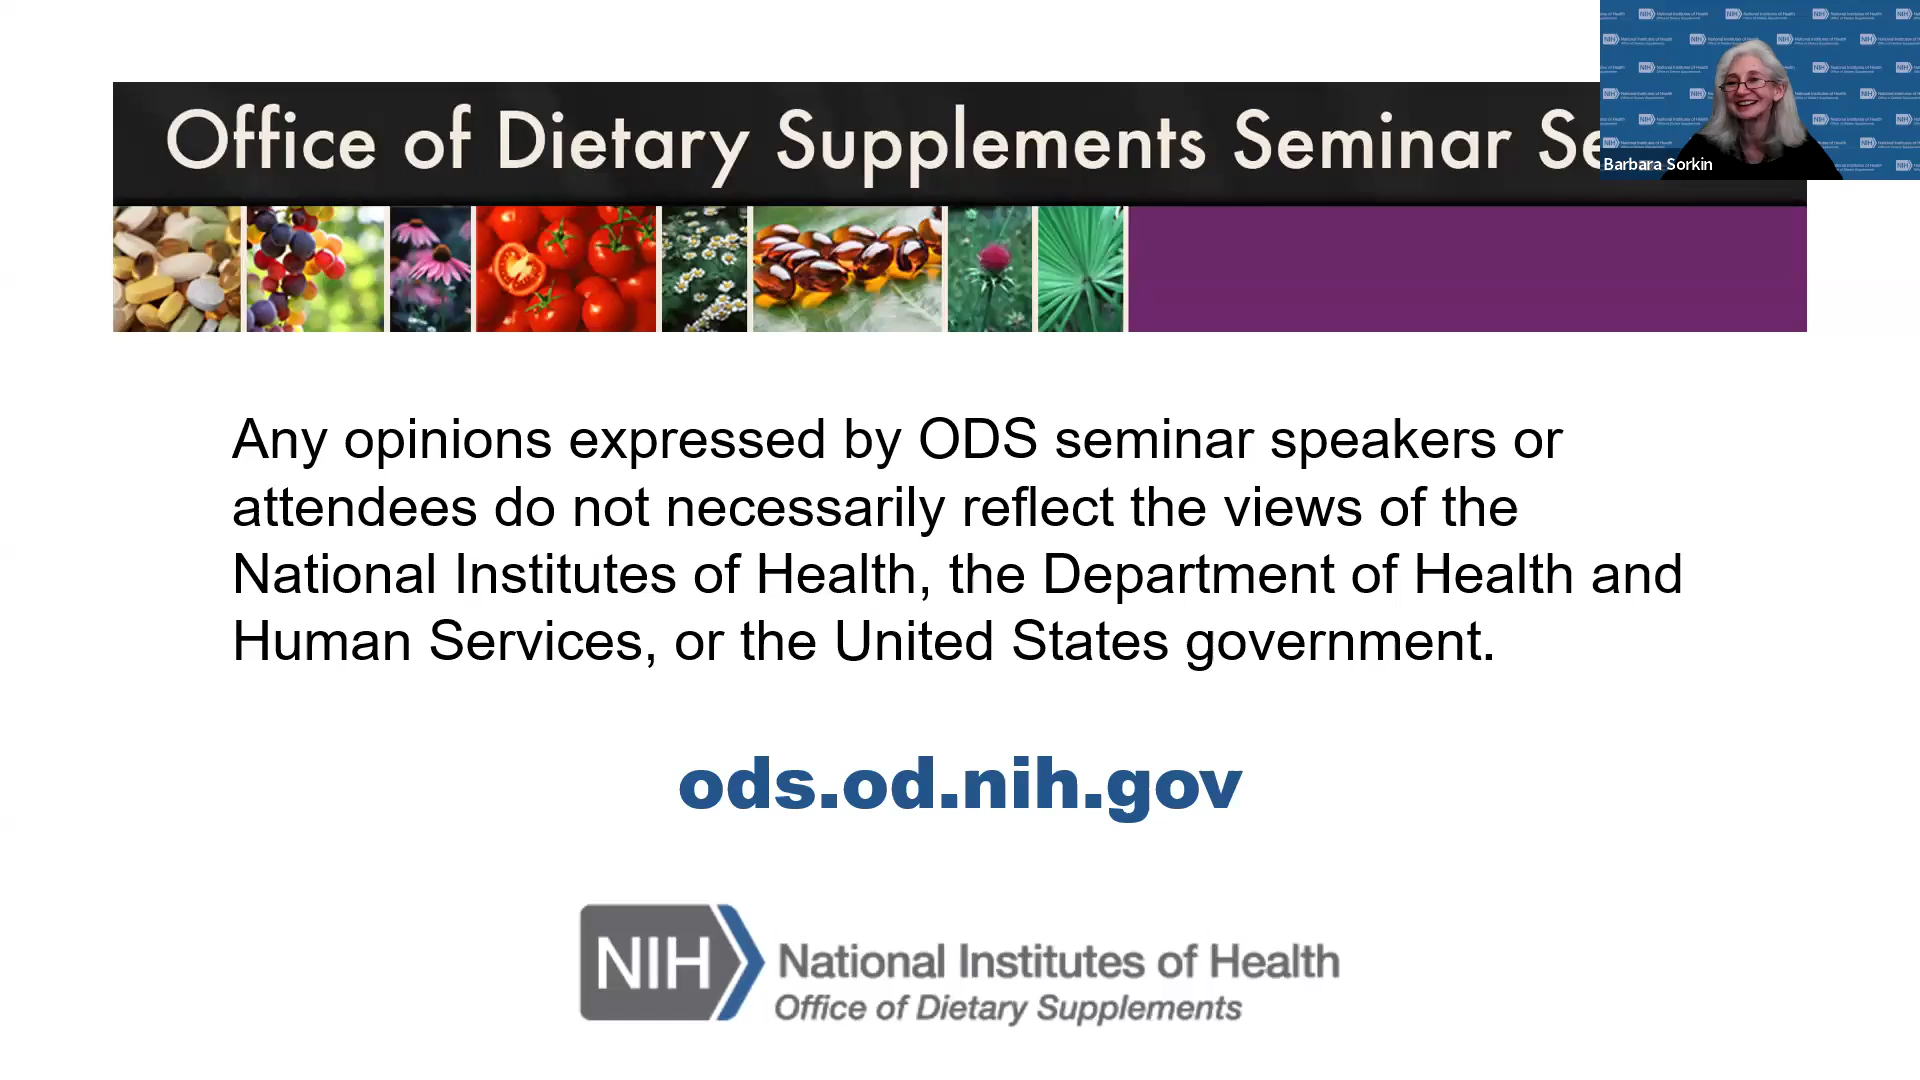 Office of Dietary Supplements Seminar Se
Barbara Sorkin
Any opinions expressed by ODS seminar speakers or
attendees do not necessarily reflect the views of the
National Institutes of Health, the Department of Health and
Human Services, or the United States government.
ods.od.nih.gov
NIH National Institutes of Health
Office of Dietary Supplements